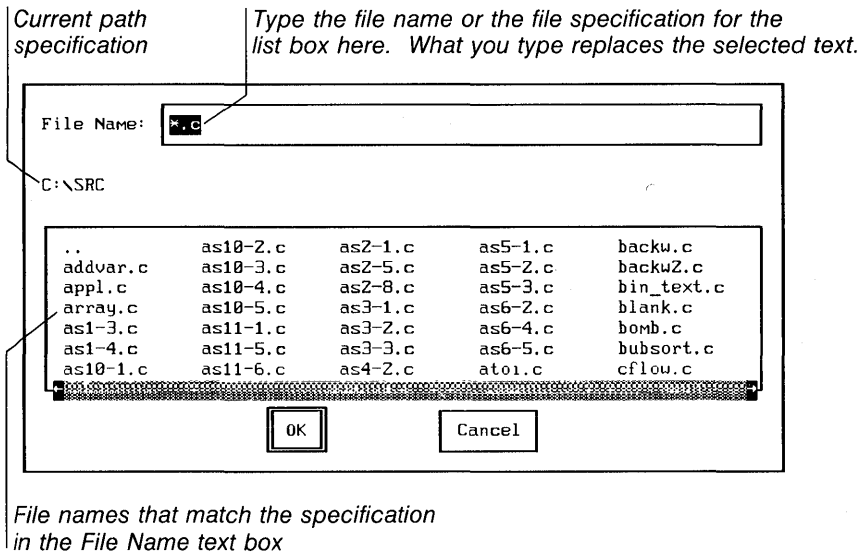 Current path
specification
Type the file name or the file specification for the
list box here. What you type replaces the selected text.
File Name: *.c
C:\SRC
.. as10-2.c as2-1.c as5-1.c backw.c
addvar.c as10-3.c as2-5.c as5-2.c backw2.c
appl.c as10-4.c as2-8.c as5-3.c bin_text.c
array.c as10-5.c as3-1.c as6-2.c blank.c
as1-3.c as11-1.c as3-2.c as6-4.c bomb.c
as1-4.c as11-5.c as3-3.c as6-5.c bubsort.c
as10-1.c as11-6.c as4-2.c atoi.c cflow.c
OK Cancel
File names that match the specification
in the File Name text box